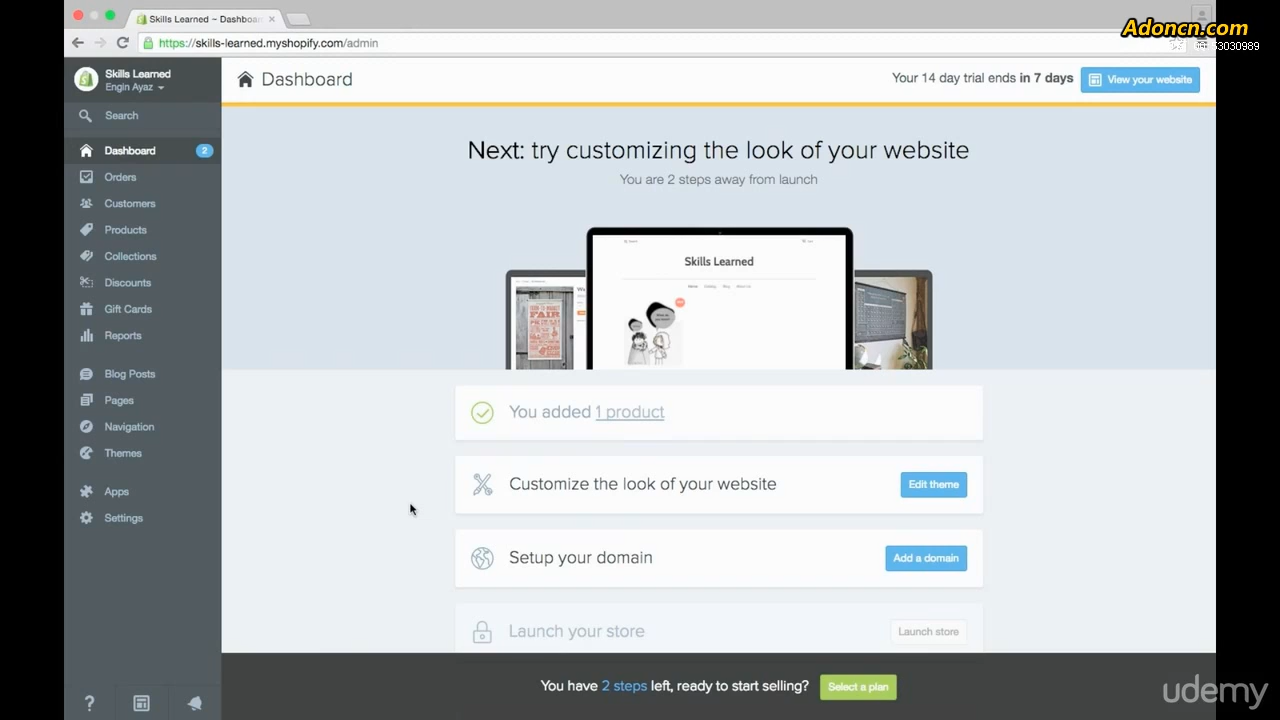 Skills Learned ~ Dashboar
Adoncn.com
https://skills-learned.myshopify.com/admin
53030989
Skills Learned
Engin Ayaz
Dashboard
Your 14 day trial ends in 7 days
View your website
Search
Dashboard
2
Orders
Customers
Products
Collections
Discounts
Gift Cards
Reports
Blog Posts
Pages
Navigation
Themes
Apps
Settings
Next: try customizing the look of your website
You are 2 steps away from launch
Skills Learned
FAIR
You added 1 product
Customize the look of your website
Edit theme
Setup your domain
Add a domain
Launch your store
Launch store
You have 2 steps left, ready to start selling?
Select a plan
?
udemy